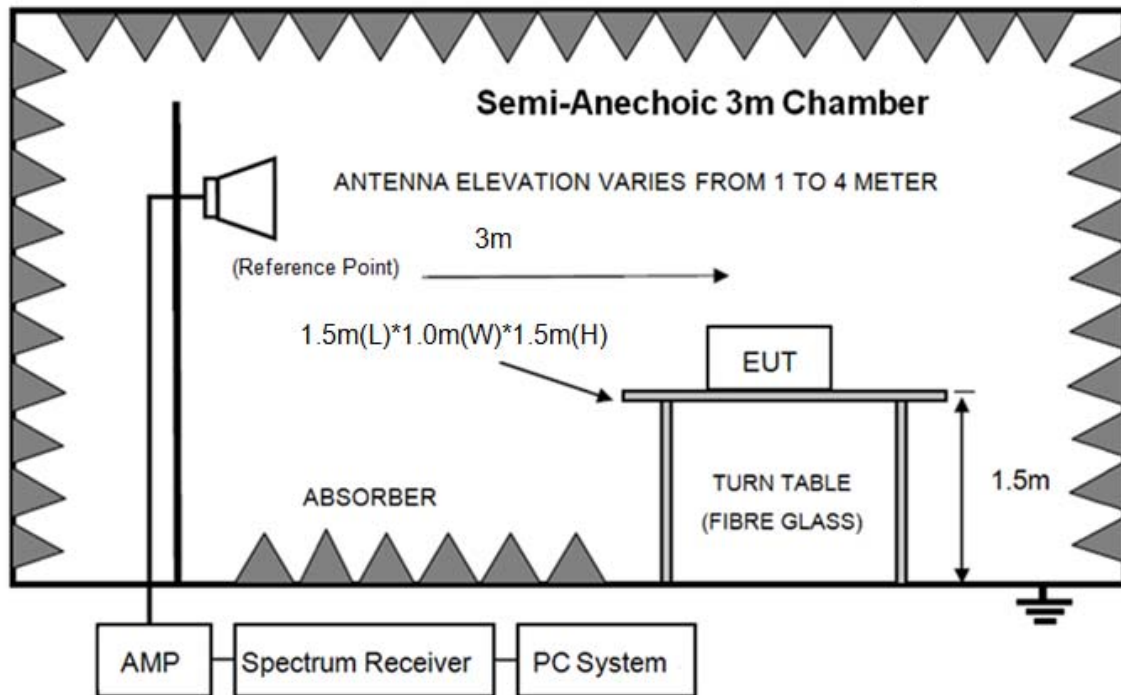 Semi-Anechoic 3m Chamber
ANTENNA ELEVATION VARIES FROM 1 TO 4 METER
3m
(Reference Point)
1.5m(L)*1.0m(W)*1.5m(H)
EUT
ABSORBER
TURN TABLE
(FIBRE GLASS)
1.5m
AMP
Spectrum Receiver
PC System